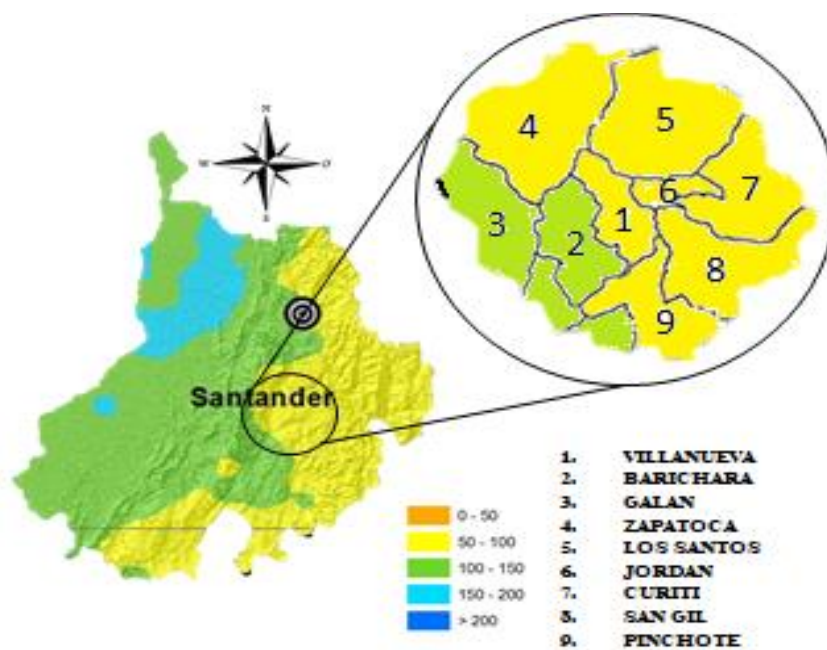 N
W
O
S
Santander
4
5
6
7
3
2
1
8
9
0 - 50
50 - 100
100 - 150
150 - 200
> 200
1. VILLANUEVA
2. BARICHARA
3. GALAN
4. ZAPATOCA
5. LOS SANTOS
6. JORDAN
7. CURITI
8. SAN GIL
9. PINCHOTE